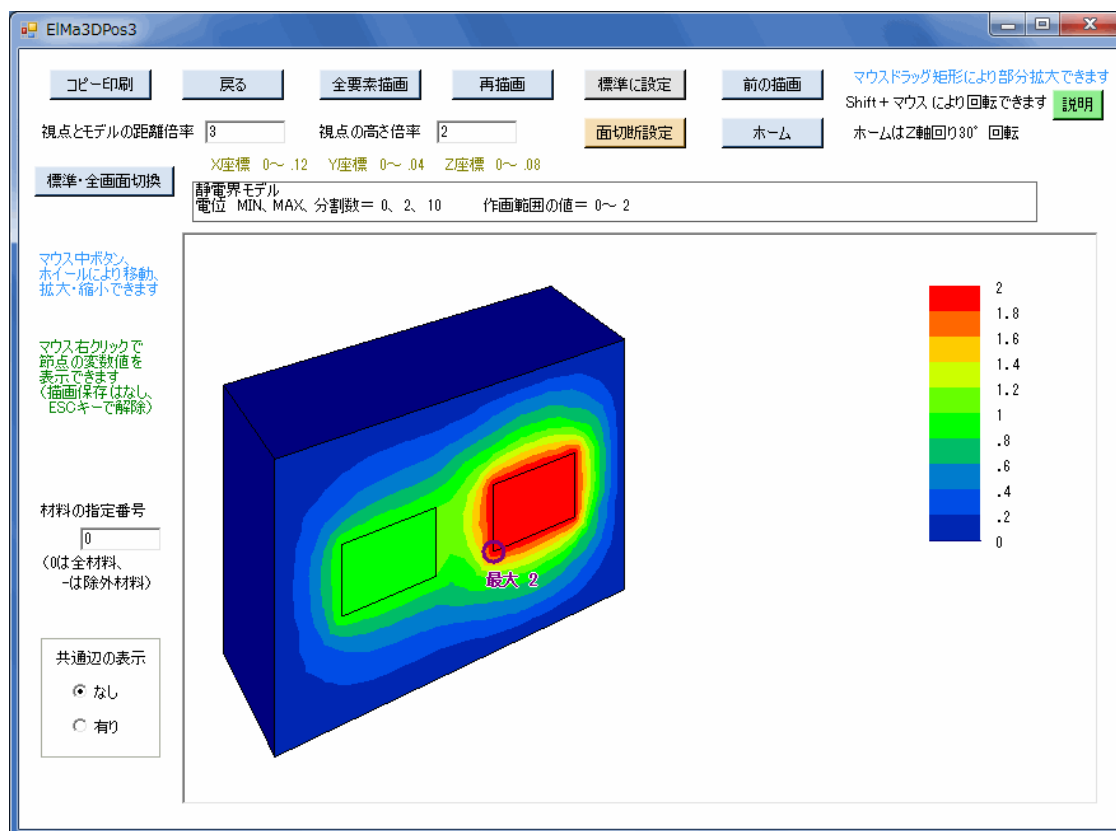 ElMa3DPos3
コピー印刷
戻る
全要素描画
再描画
標準に設定
前の描画
マウスドラッグ矩形により部分拡大できます
Shift+マウス により回転できます
説明
視点とモデルの距離倍率 3
視点の高さ倍率 2
面切断設定
ホーム
ホームはZ軸回り30° 回転
標準・全画面切換
X座標 0～ .12 Y座標 0～ .04 Z座標 0～ .08
静電界モデル
電位 MIN、MAX、分割数＝ 0、2、10 作画範囲の値＝ 0～ 2
マウス中ボタン、
ホイールにより移動、
拡大・縮小できます
マウス右クリックで
節点の変数値を
表示できます
(描画保存はなし、
ESCキーで解除)
材料の指定番号
0
(0は全材料、
-は除外材料)
共通辺の表示
なし
有り
最大 2
2
1.8
1.6
1.4
1.2
1
.8
.6
.4
.2
0